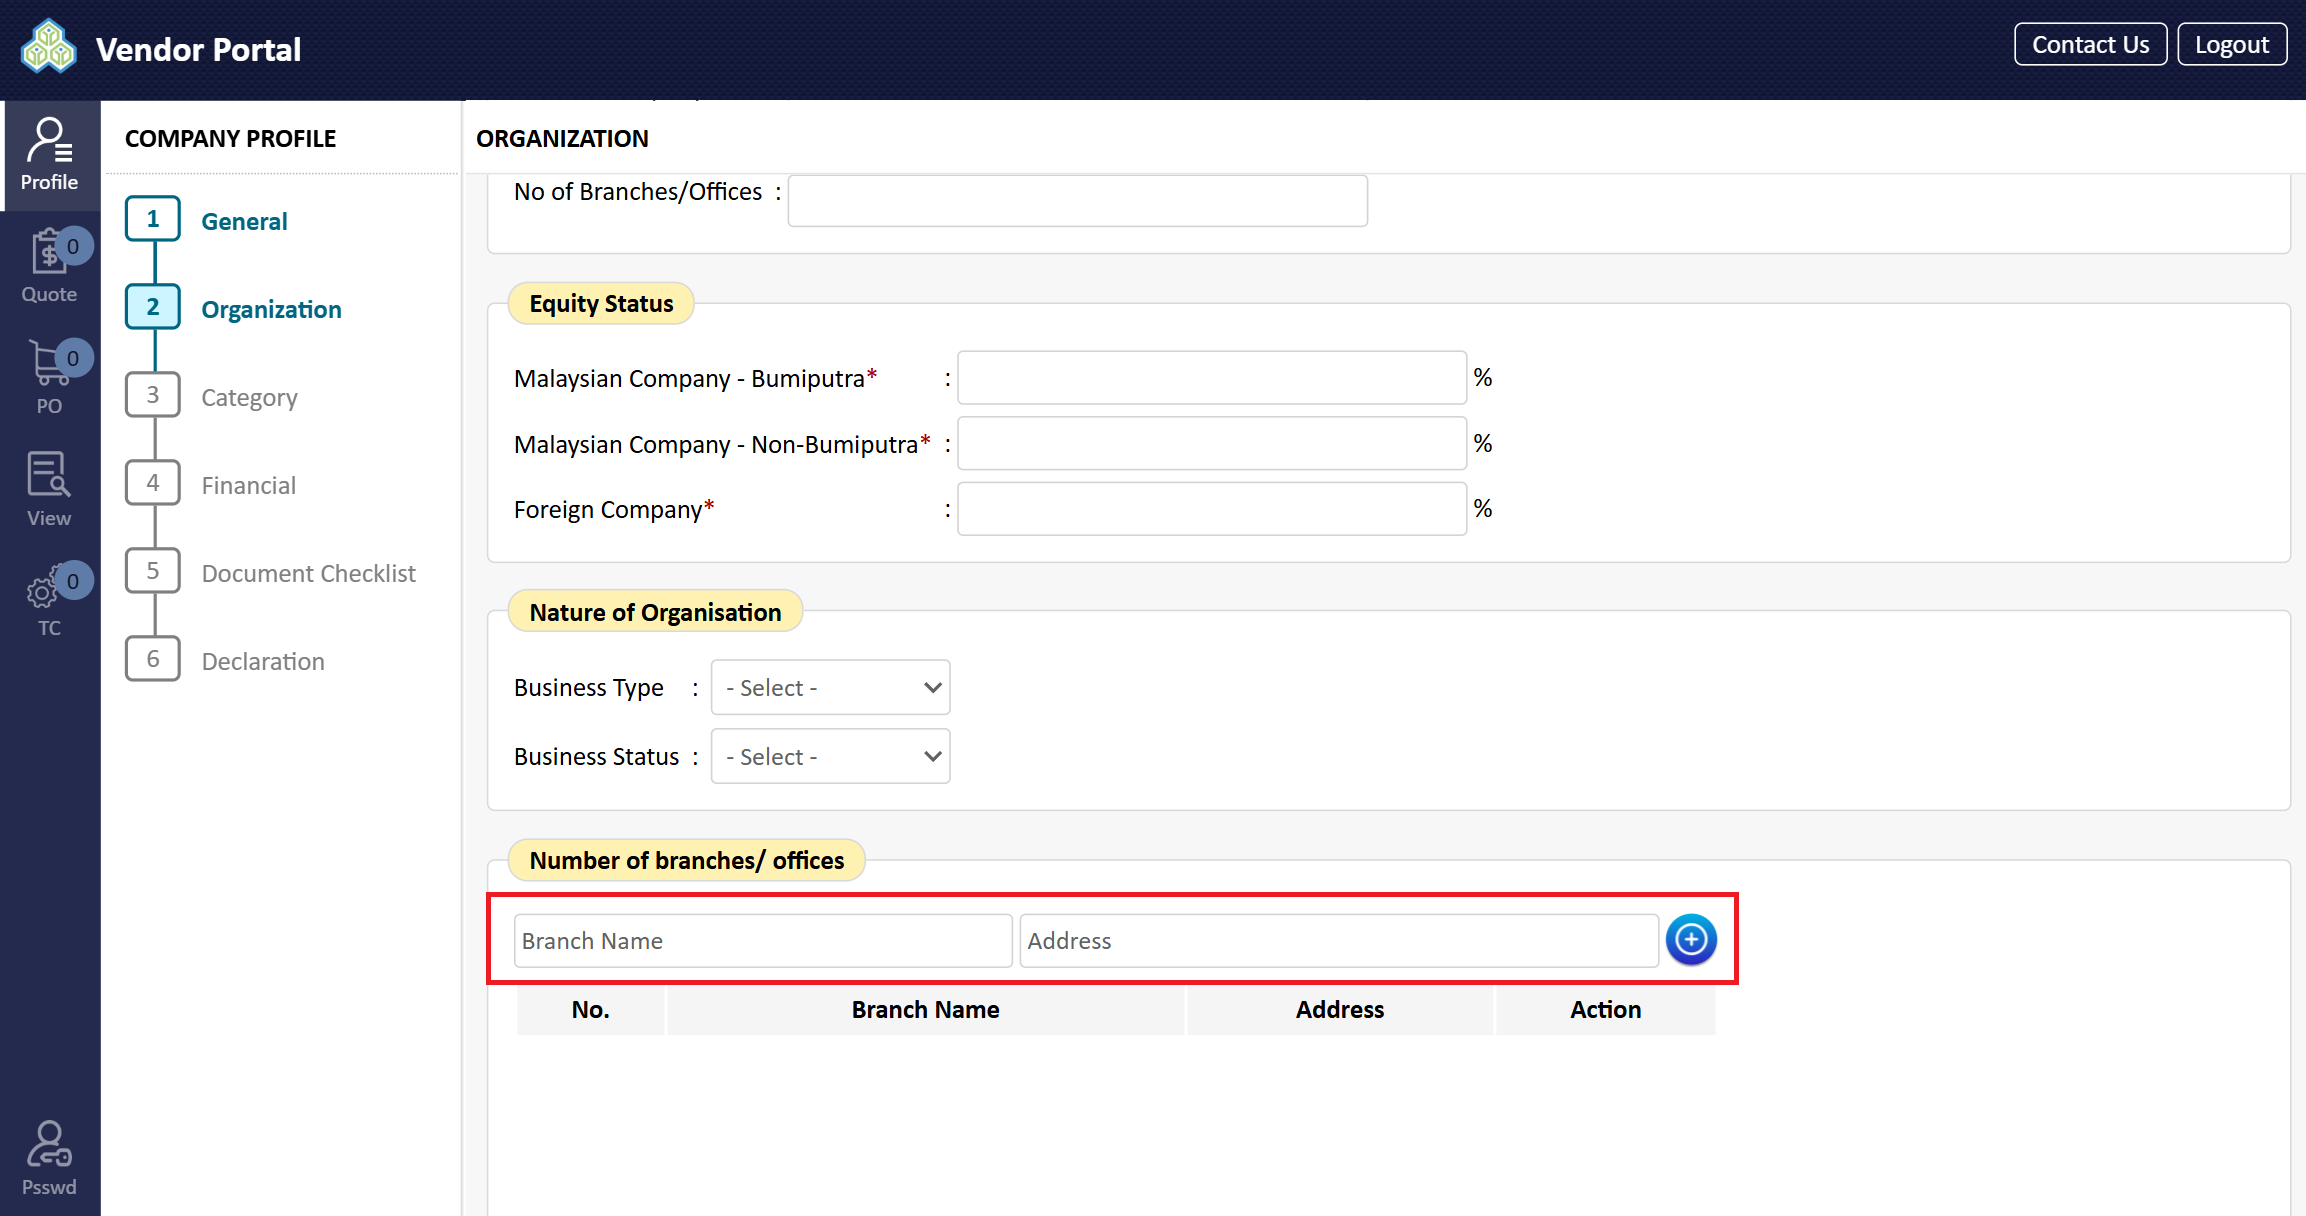 Vendor Portal
Contact Us
Logout
Profile
0
Quote
0
PO
View
0
TC
Psswd
COMPANY PROFILE
1 General
2 Organization
3 Category
4 Financial
5 Document Checklist
6 Declaration
ORGANIZATION
No of Branches/Offices :
Equity Status
Malaysian Company - Bumiputra* : %
Malaysian Company - Non-Bumiputra* : %
Foreign Company* : %
Nature of Organisation
Business Type : - Select -
Business Status : - Select -
Number of branches/ offices
Branch Name Address
No. Branch Name Address Action